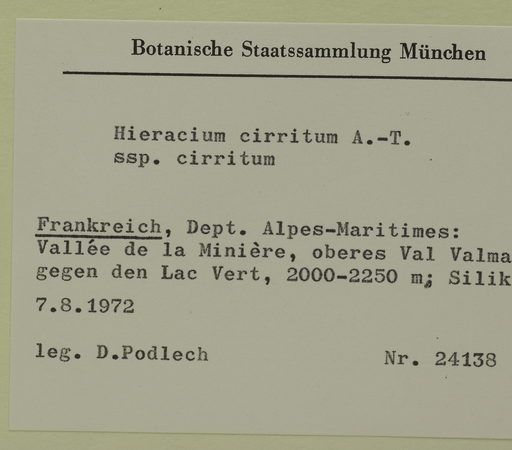 Botanische Staatssammlung München
Hieracium cirritum A.-T.
ssp. cirritum
Frankreich, Dept. Alpes-Maritimes:
Vallée de la Minière, oberes Val Valma
gegen den Lac Vert, 2000-2250 m; Silik
7.8.1972
leg. D.Podlech Nr. 24138